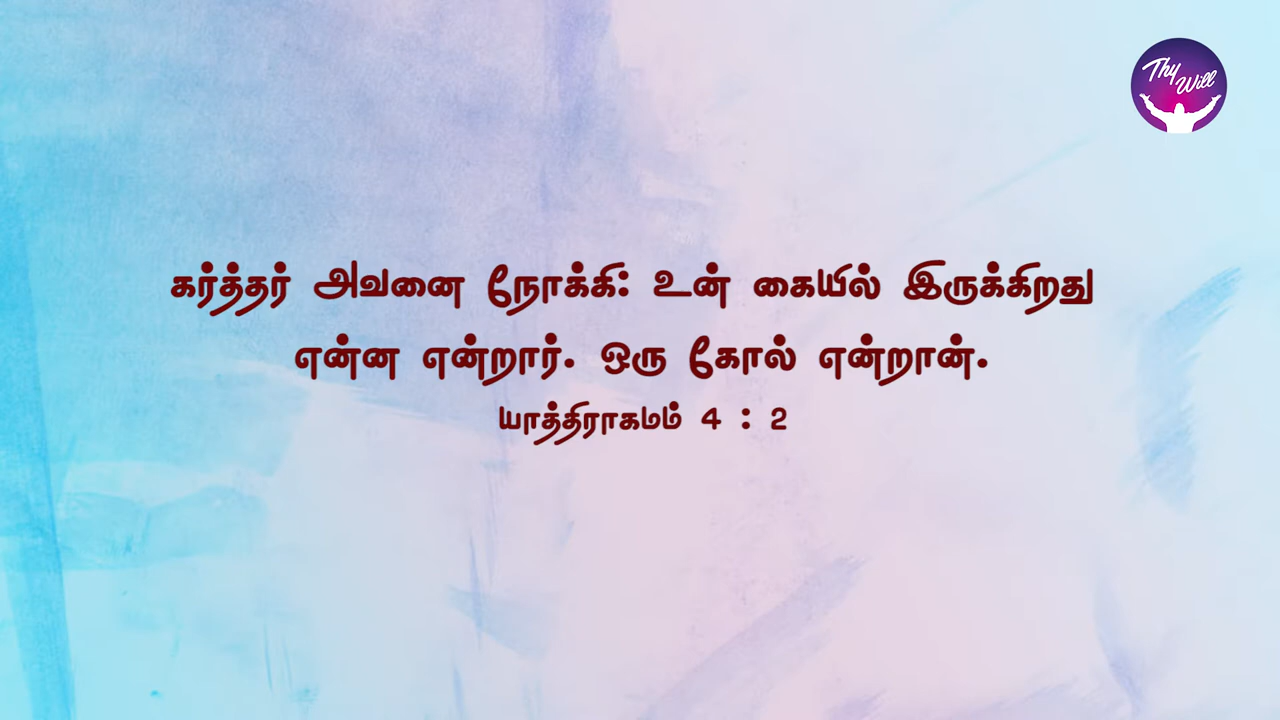 Thy Will
கர்த்தர் அவனை நோக்கி: உன் கையில் இருக்கிறது
என்ன என்றார். ஒரு கோல் என்றான்.
யாத்திராகமம் 4 : 2